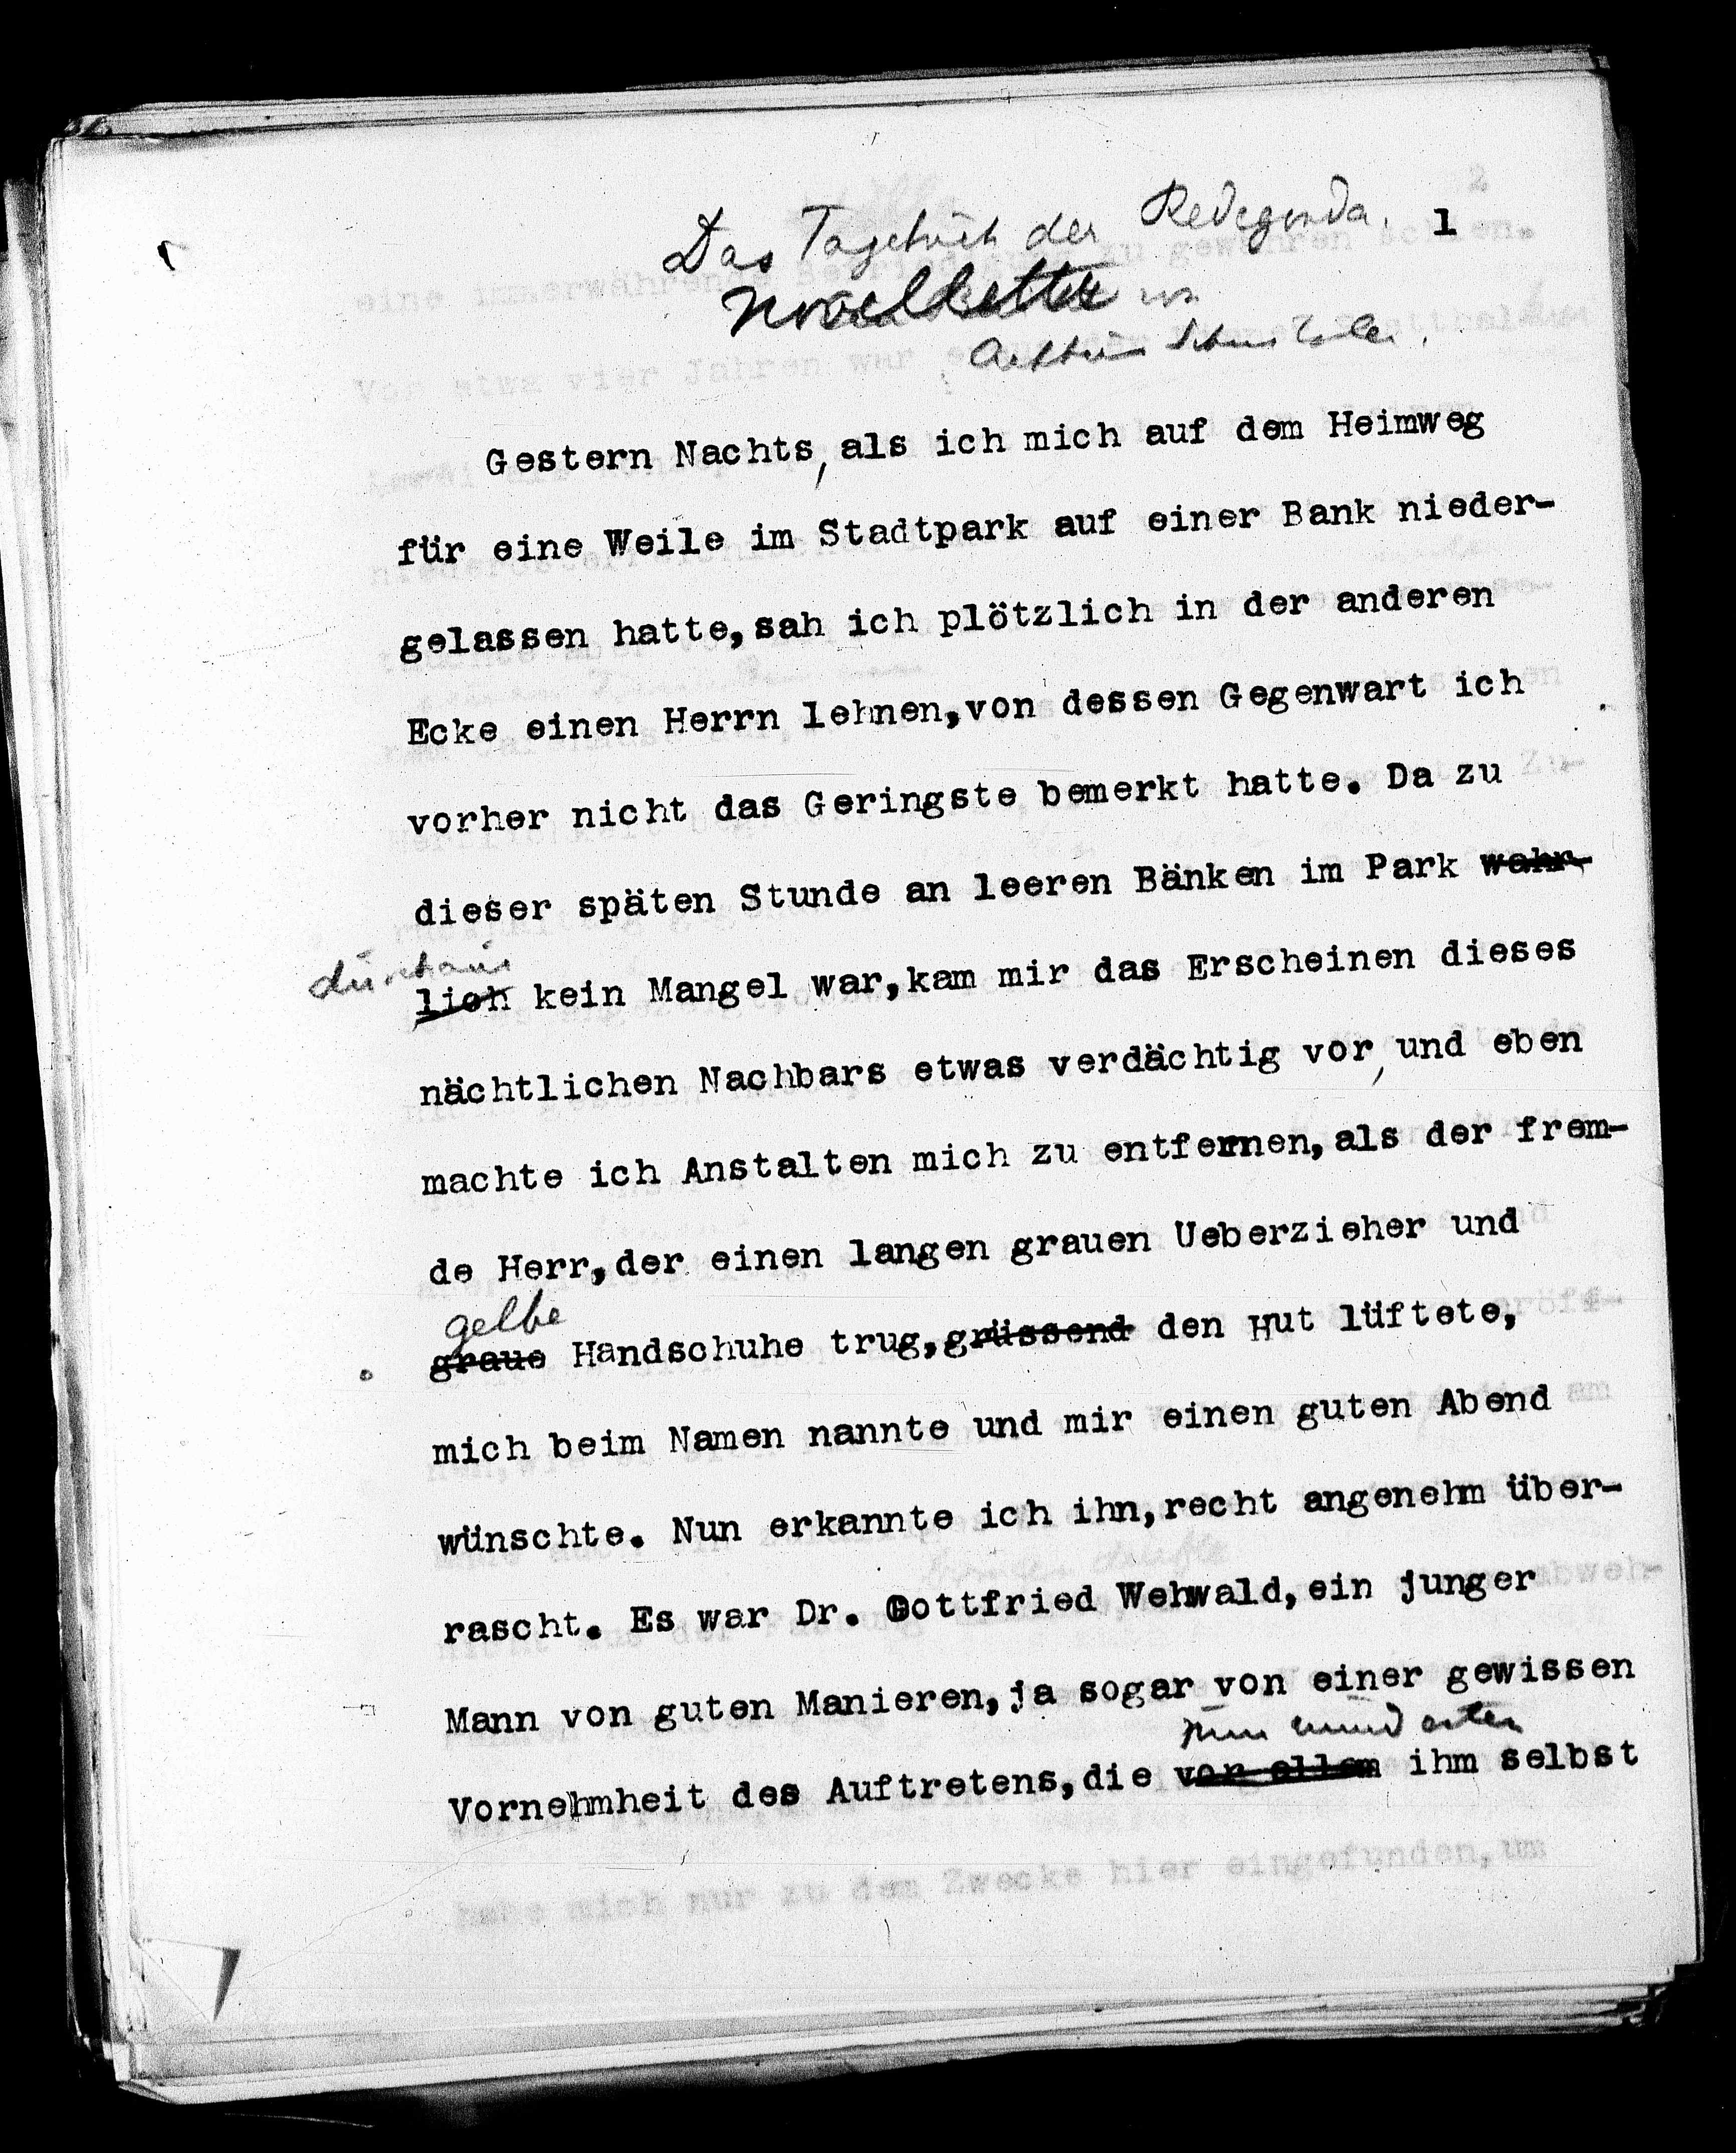 Das Tagebuch der Redegonda. 1
Novellette von
Arthur Schnitzler.
Gestern Nachts, als ich mich auf dem Heimweg
für eine Weile im Stadtpark auf einer Bank nieder-
gelassen hatte,sah ich plötzlich in der anderen
Ecke einen Herrn lehnen,von dessen Gegenwart ich
vorher nicht das Geringste bemerkt hatte. Da zu
dieser späten Stunde an leeren Bänken im Park wahr-
durchaus
lich kein Mangel war,kam mir das Erscheinen dieses
nächtlichen Nachbars etwas verdächtig vor, und eben
machte ich Anstalten mich zu entfernen,als der frem-
de Herr,der einen langen grauen Ueberzieher und
gelbe
graue Handschuhe trug,grüssend den Hut lüftete,
mich beim Namen nannte und mir einen guten Abend
wünschte. Nun erkannte ich ihn,recht angenehm über-
rascht. Es war Dr. Gottfried Wehwald,ein junger
Mann von guten Manieren,ja sogar von einer gewissen
zum mindesten
Vornehmheit des Auftretens,die vor allem ihm selbst